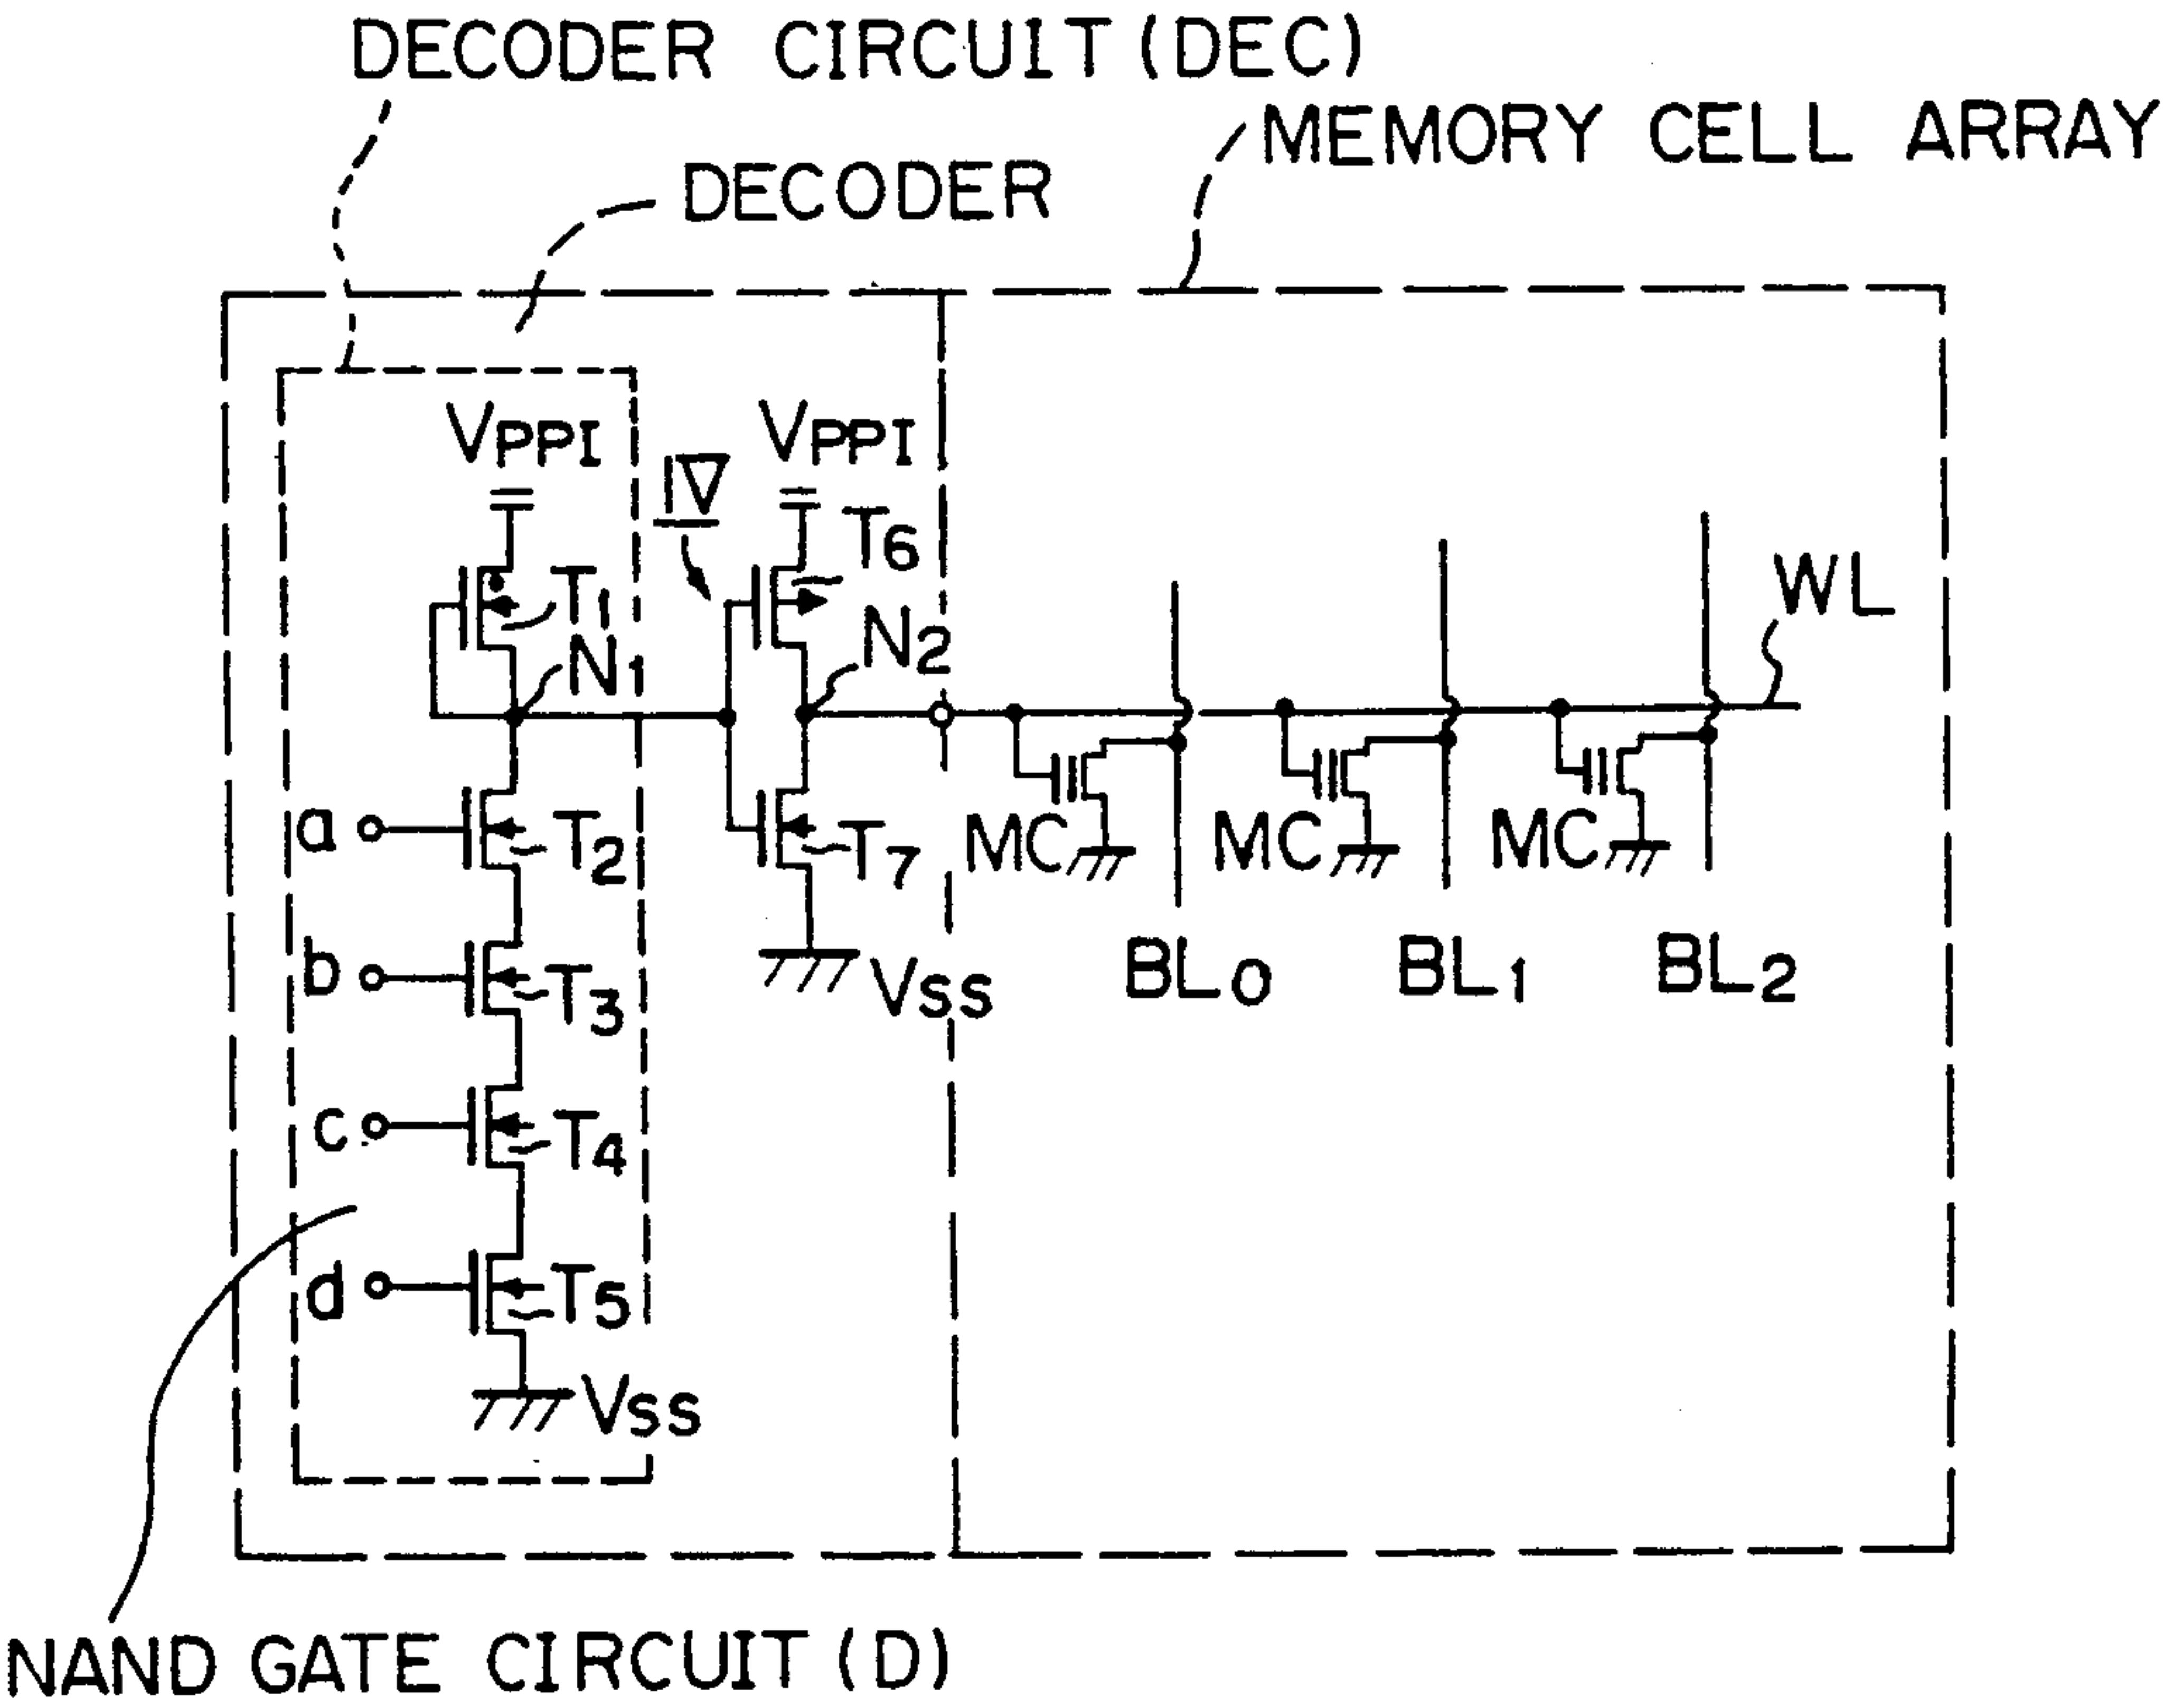 DECODER CIRCUIT (DEC)
MEMORY CELL ARRAY
DECODER
VPPI
VPPI
IV
T6
T1
WL
N1
N2
a
T2
T7
MC
MC
MC
b
T3
VSS
BL0
BL1
BL2
c
T4
d
T5
VSS
NAND GATE CIRCUIT (D)